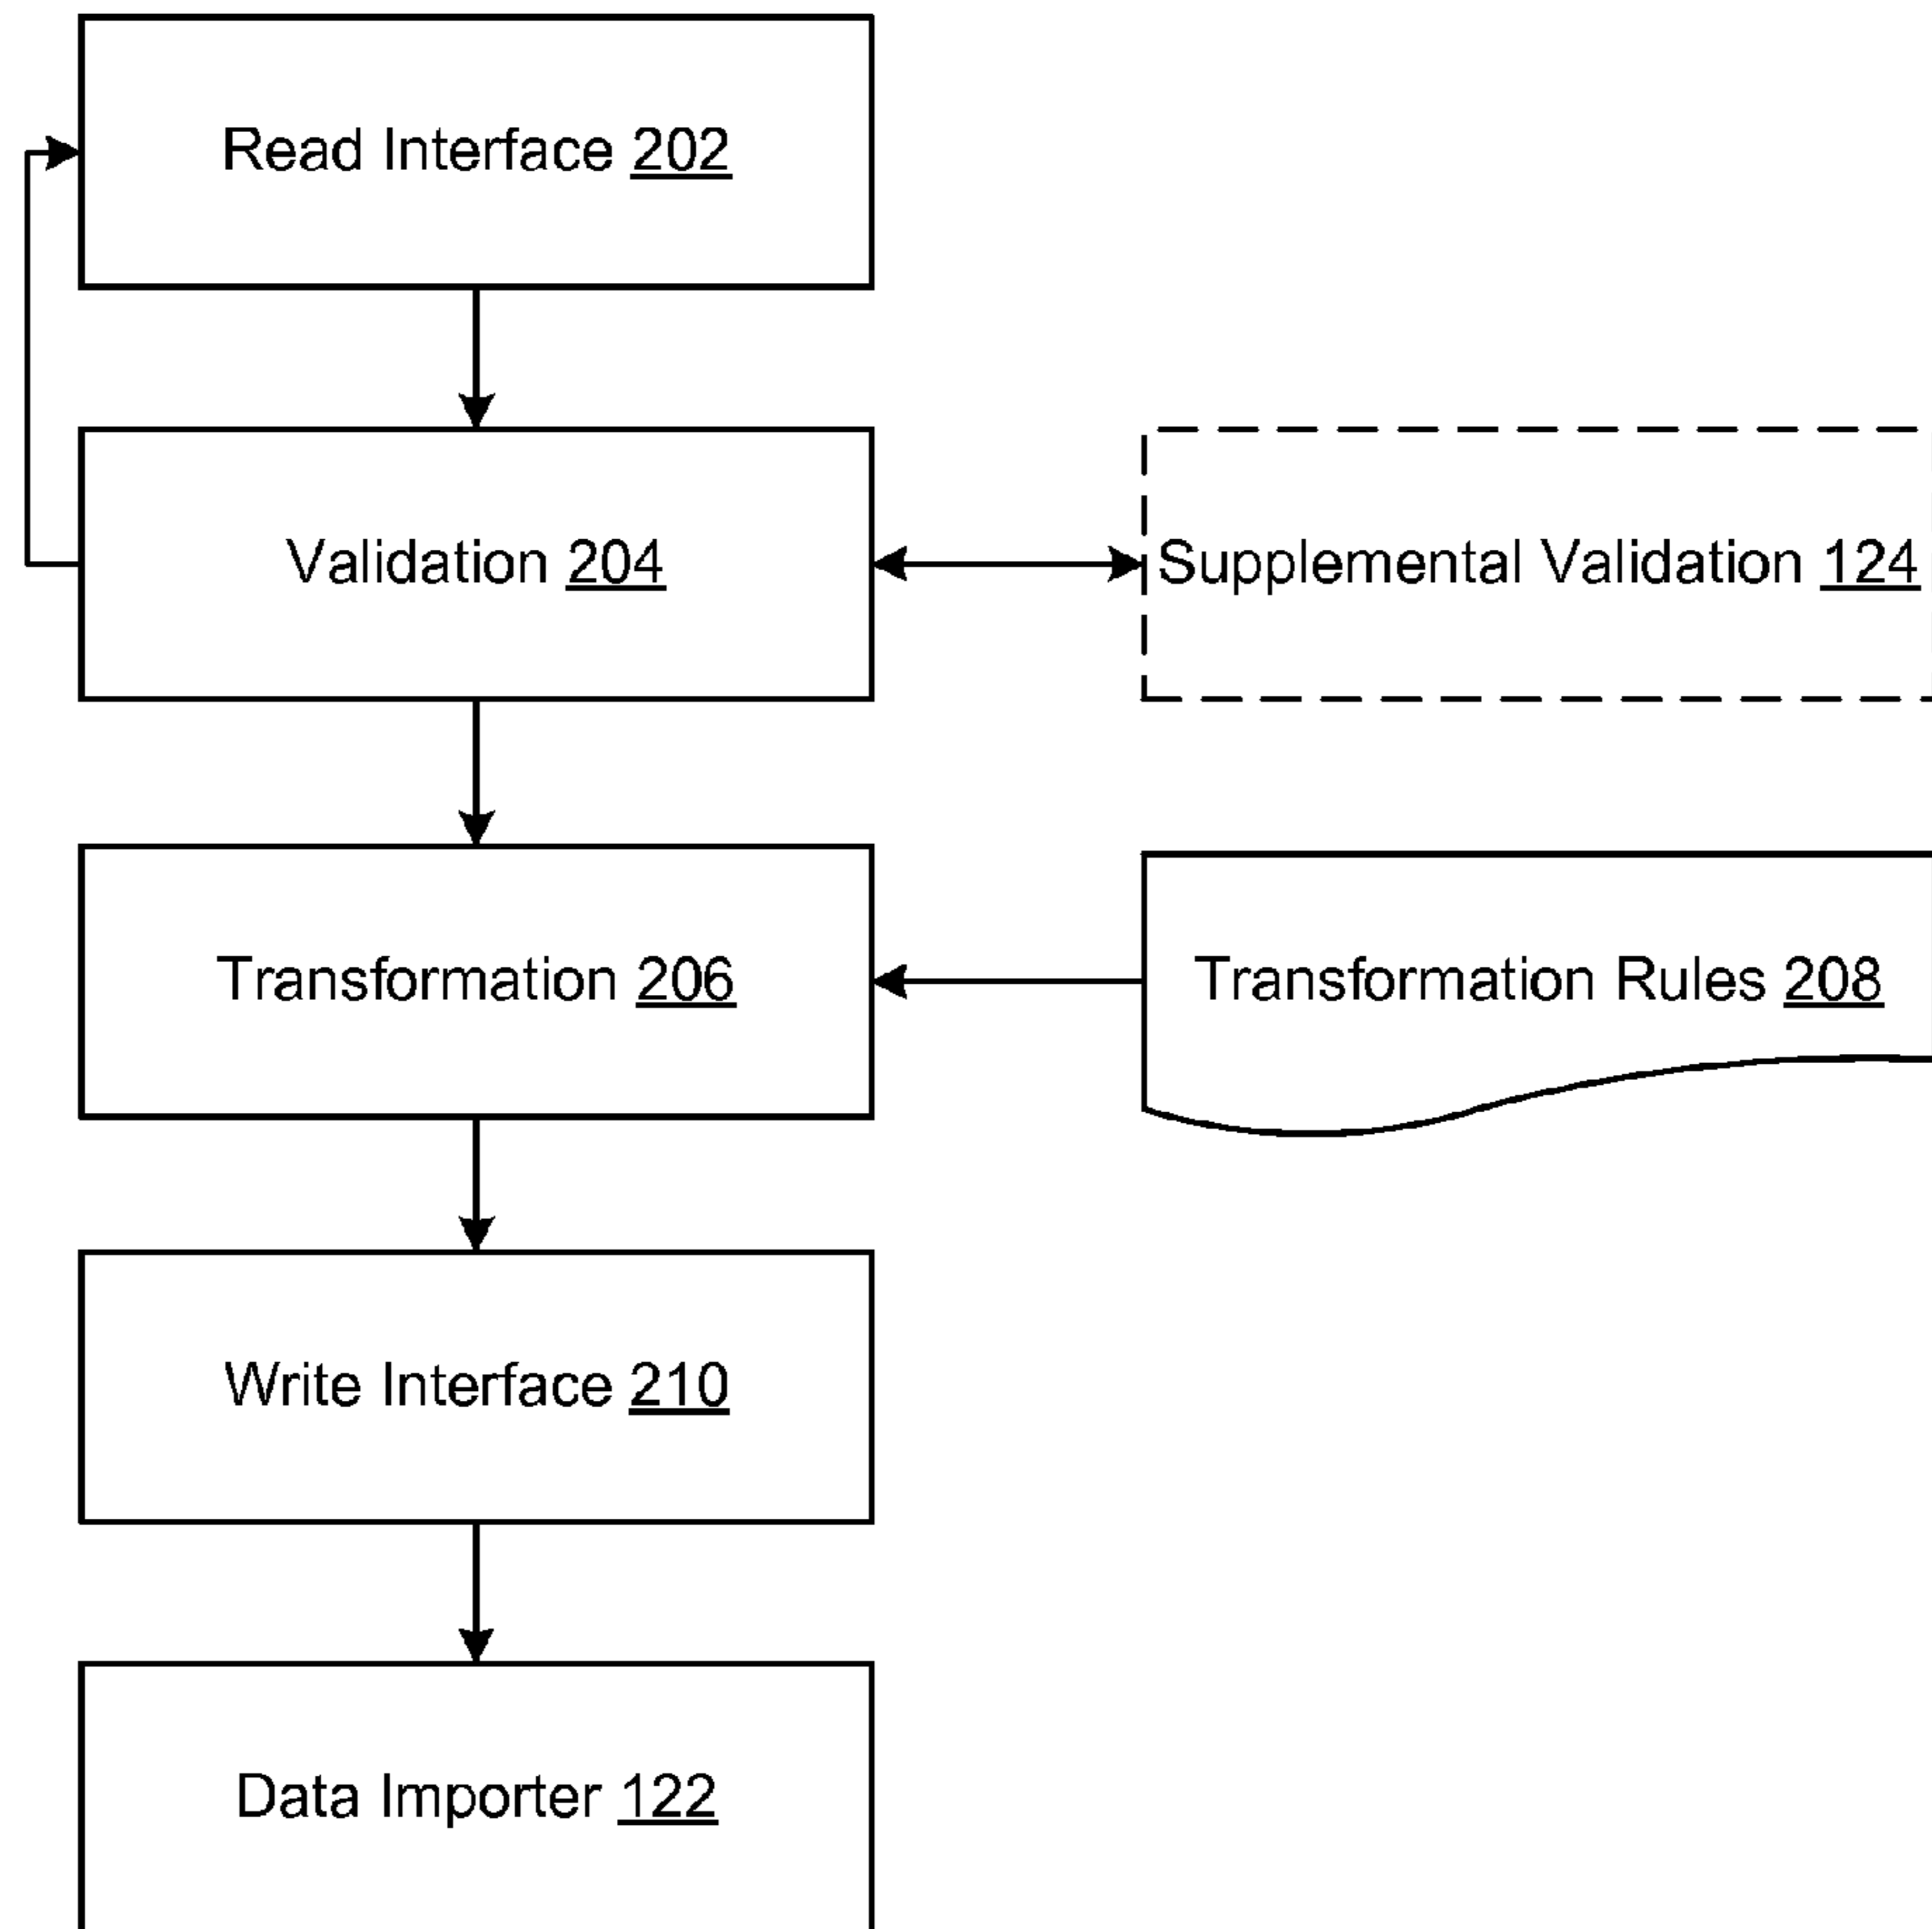 Read Interface 202
Validation 204
Supplemental Validation 124
Transformation 206
Transformation Rules 208
Write Interface 210
Data Importer 122